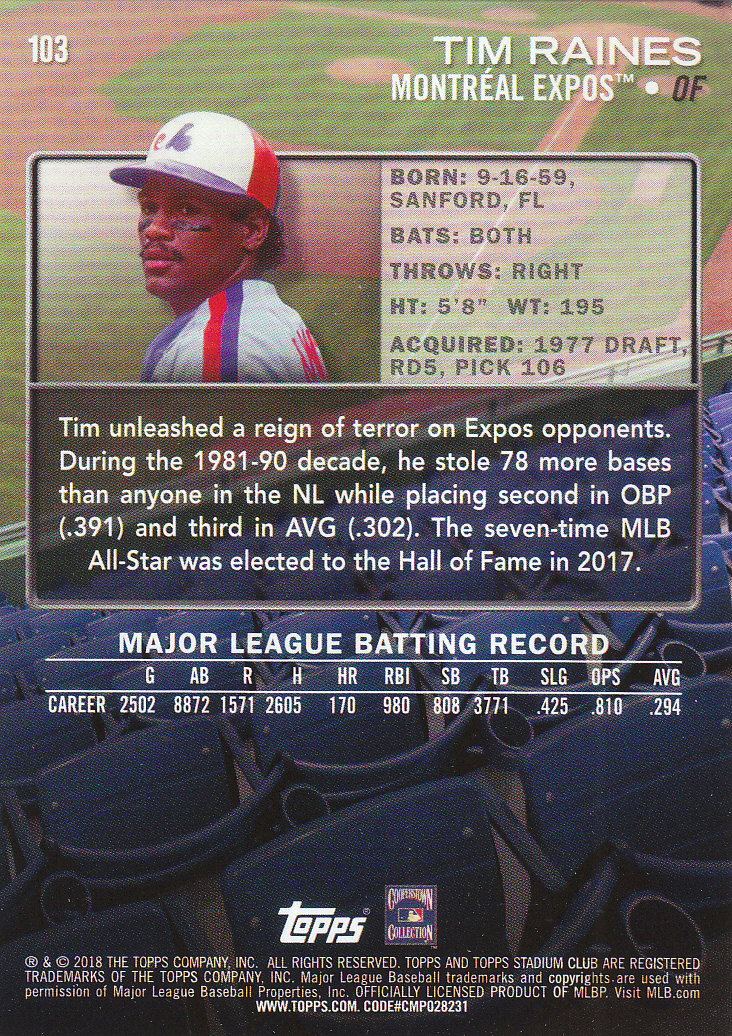 103
TIM RAINES
MONTRÉAL EXPOS™ • OF
BORN: 9-16-59,
SANFORD, FL
BATS: BOTH
THROWS: RIGHT
HT: 5'8" WT: 195
ACQUIRED: 1977 DRAFT,
RD5, PICK 106
Tim unleashed a reign of terror on Expos opponents.
During the 1981-90 decade, he stole 78 more bases
than anyone in the NL while placing second in OBP
(.391) and third in AVG (.302). The seven-time MLB
All-Star was elected to the Hall of Fame in 2017.
MAJOR LEAGUE BATTING RECORD
G AB R H HR RBI SB TB SLG OPS AVG
CAREER 2502 8872 1571 2605 170 980 808 3771 .425 .810 .294
topps®
COOPERSTOWN
COLLECTION™
® & © 2018 THE TOPPS COMPANY, INC. ALL RIGHTS RESERVED. TOPPS AND TOPPS STADIUM CLUB ARE REGISTERED
TRADEMARKS OF THE TOPPS COMPANY, INC. Major League Baseball trademarks and copyrights are used with
permission of Major League Baseball Properties, Inc. OFFICIALLY LICENSED PRODUCT OF MLBP. Visit MLB.com
WWW.TOPPS.COM. CODE#CMP028231